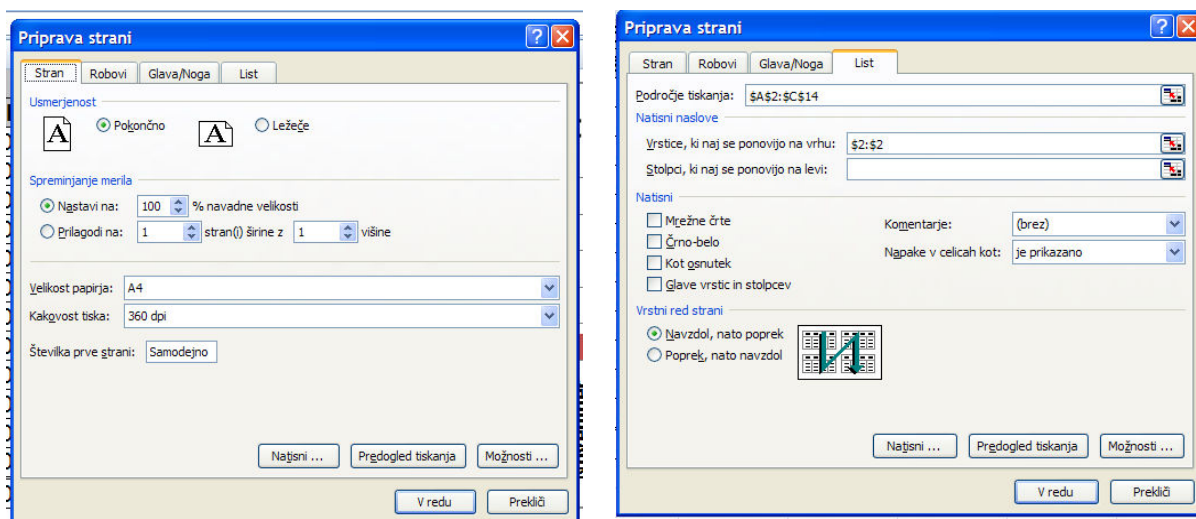 Priprava strani
Stran Robovi Glava/Noga List
Usmerjenost
A Pokončno A Ležeče
Spreminjanje merila
Nastavi na: 100 % navadne velikosti
Prilagodi na: 1 stran(i) širine z 1 višine
Velikost papirja: A4
Kakovost tiska: 360 dpi
Številka prve strani: Samodejno
Natisni ... Predogled tiskanja Možnosti ...
V redu Prekliči
Priprava strani
Stran Robovi Glava/Noga List
Področje tiskanja: $A$2:$C$14
Natisni naslove
Vrstice, ki naj se ponovijo na vrhu: $2:$2
Stolpci, ki naj se ponovijo na levi:
Natisni
Mrežne črte Komentarje: (brez)
Črno-belo Napake v celicah kot: je prikazano
Kot osnutek
Glave vrstic in stolpcev
Vrstni red strani
Navzdol, nato poprek
Poprek, nato navzdol
Natisni ... Predogled tiskanja Možnosti ...
V redu Prekliči